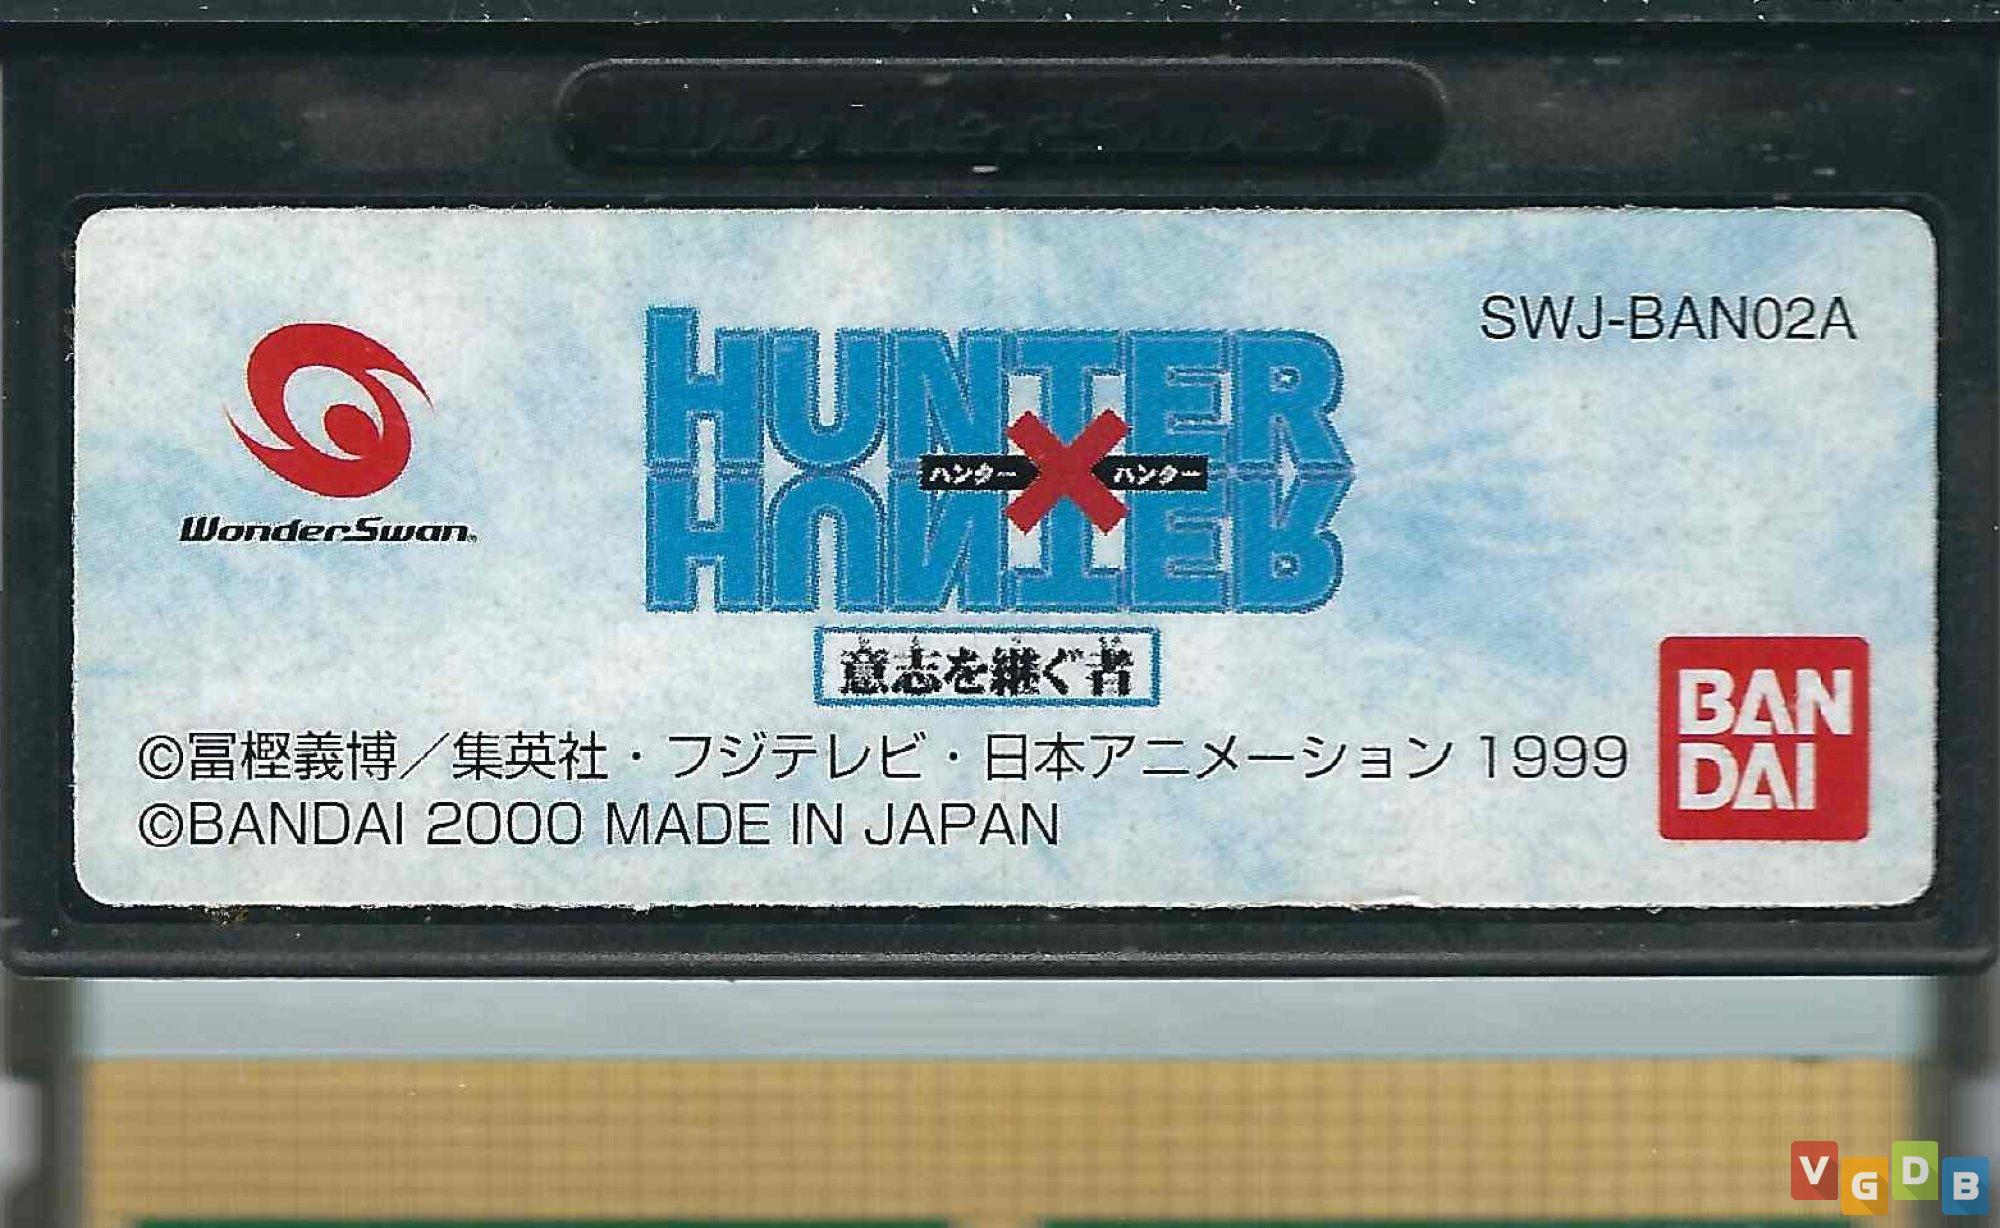 WonderSwan
SWJ-BAN02A
WonderSwan
HUNTER
ハンター×ハンター
HUNTER
意志を継ぐ者
BAN
DAI
©冨樫義博／集英社・フジテレビ・日本アニメーション 1999
©BANDAI 2000 MADE IN JAPAN
VGDB